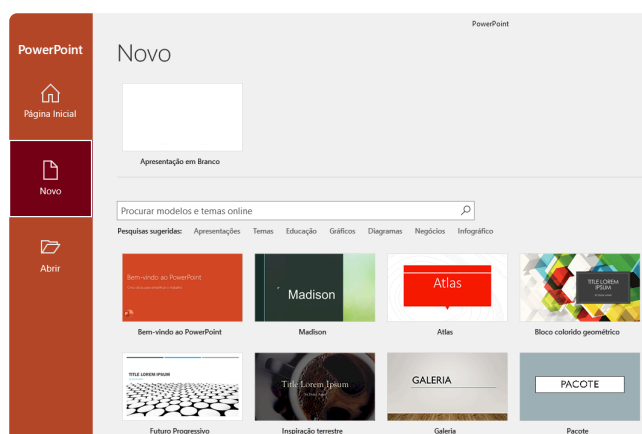 PowerPoint
PowerPoint
Novo
Página Inicial
Apresentação em Branco
Novo
Procurar modelos e temas online
Pesquisas sugeridas: Apresentações Temas Educação Gráficos Diagramas Negócios Infográfico
Abrir
Bem-vindo ao PowerPoint
Madison
Atlas
TITLE LOREM
IPSUM
Bem-vindo ao PowerPoint Madison Atlas Bloco colorido geométrico
TITLE LOREM IPSUM
Title Lorem Ipsum
GALERIA
PACOTE
Futuro Progressivo Inspiração terrestre Galeria Pacote